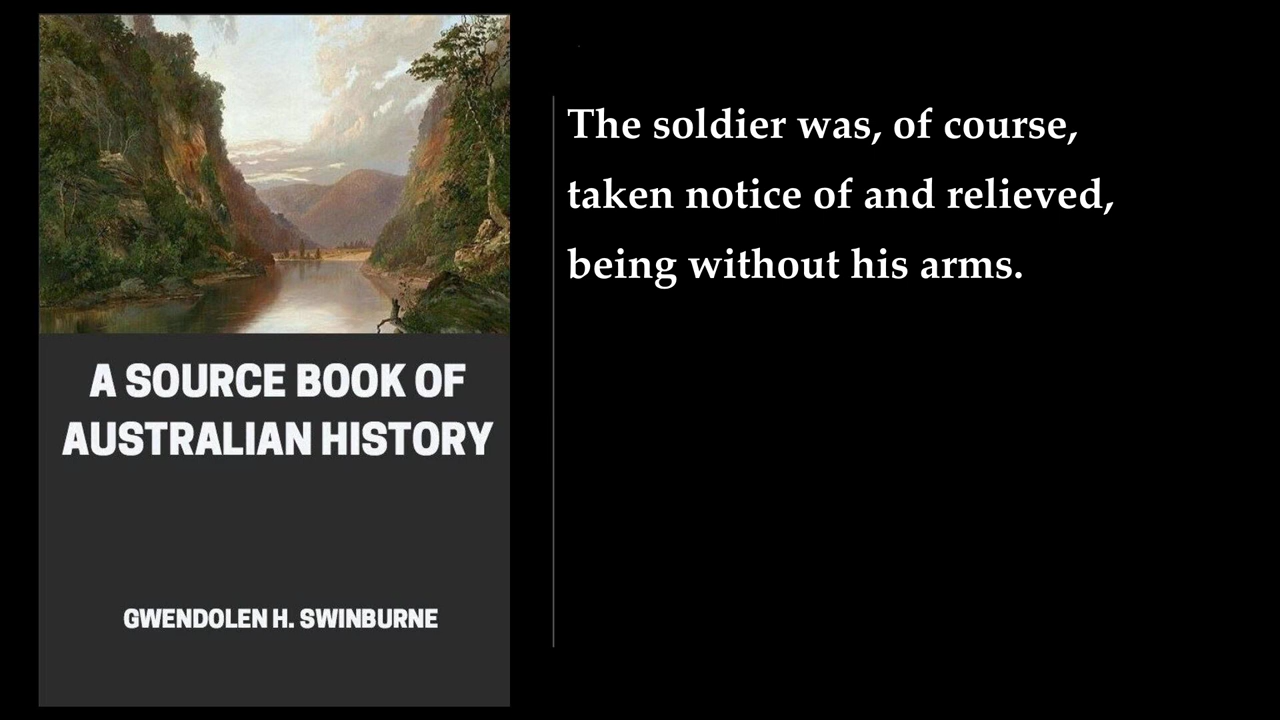 A SOURCE BOOK OF
AUSTRALIAN HISTORY
GWENDOLEN H. SWINBURNE
The soldier was, of course,
taken notice of and relieved,
being without his arms.